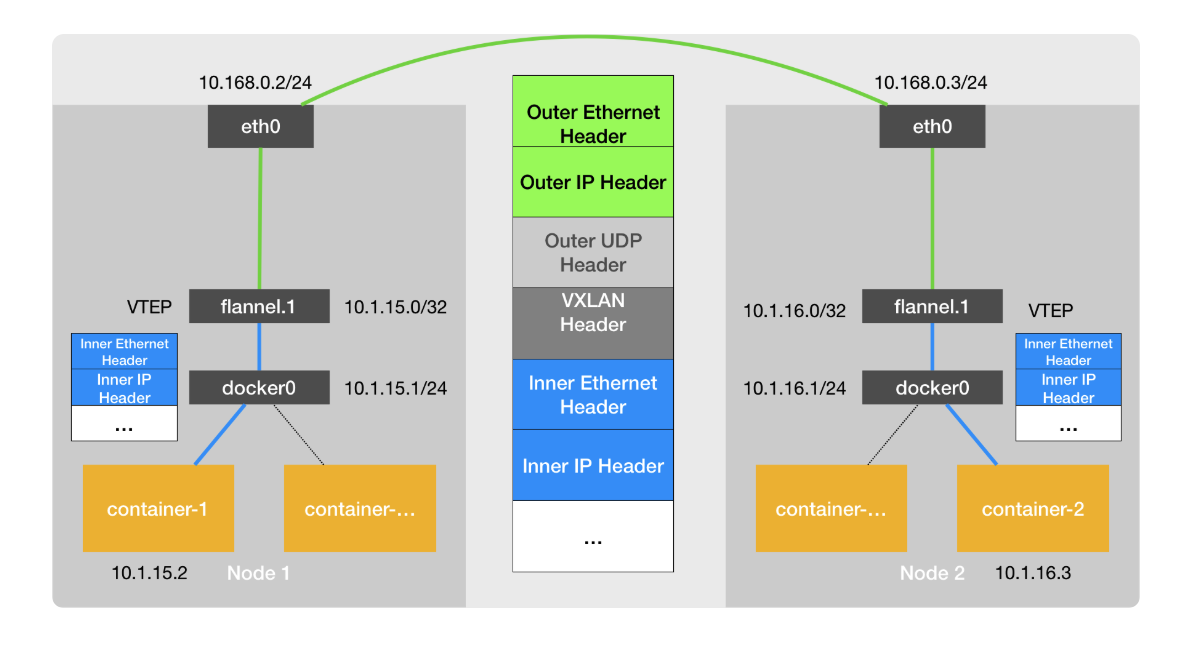 10.168.0.2/24
eth0
VTEP
flannel.1
10.1.15.0/32
Inner Ethernet
Header
Inner IP
Header
...
docker0
10.1.15.1/24
container-1
container-...
10.1.15.2
Node 1
Outer Ethernet
Header
Outer IP Header
Outer UDP
Header
VXLAN
Header
Inner Ethernet
Header
Inner IP Header
...
10.168.0.3/24
eth0
10.1.16.0/32
flannel.1
VTEP
10.1.16.1/24
docker0
Inner Ethernet
Header
Inner IP
Header
...
container-...
container-2
Node 2
10.1.16.3